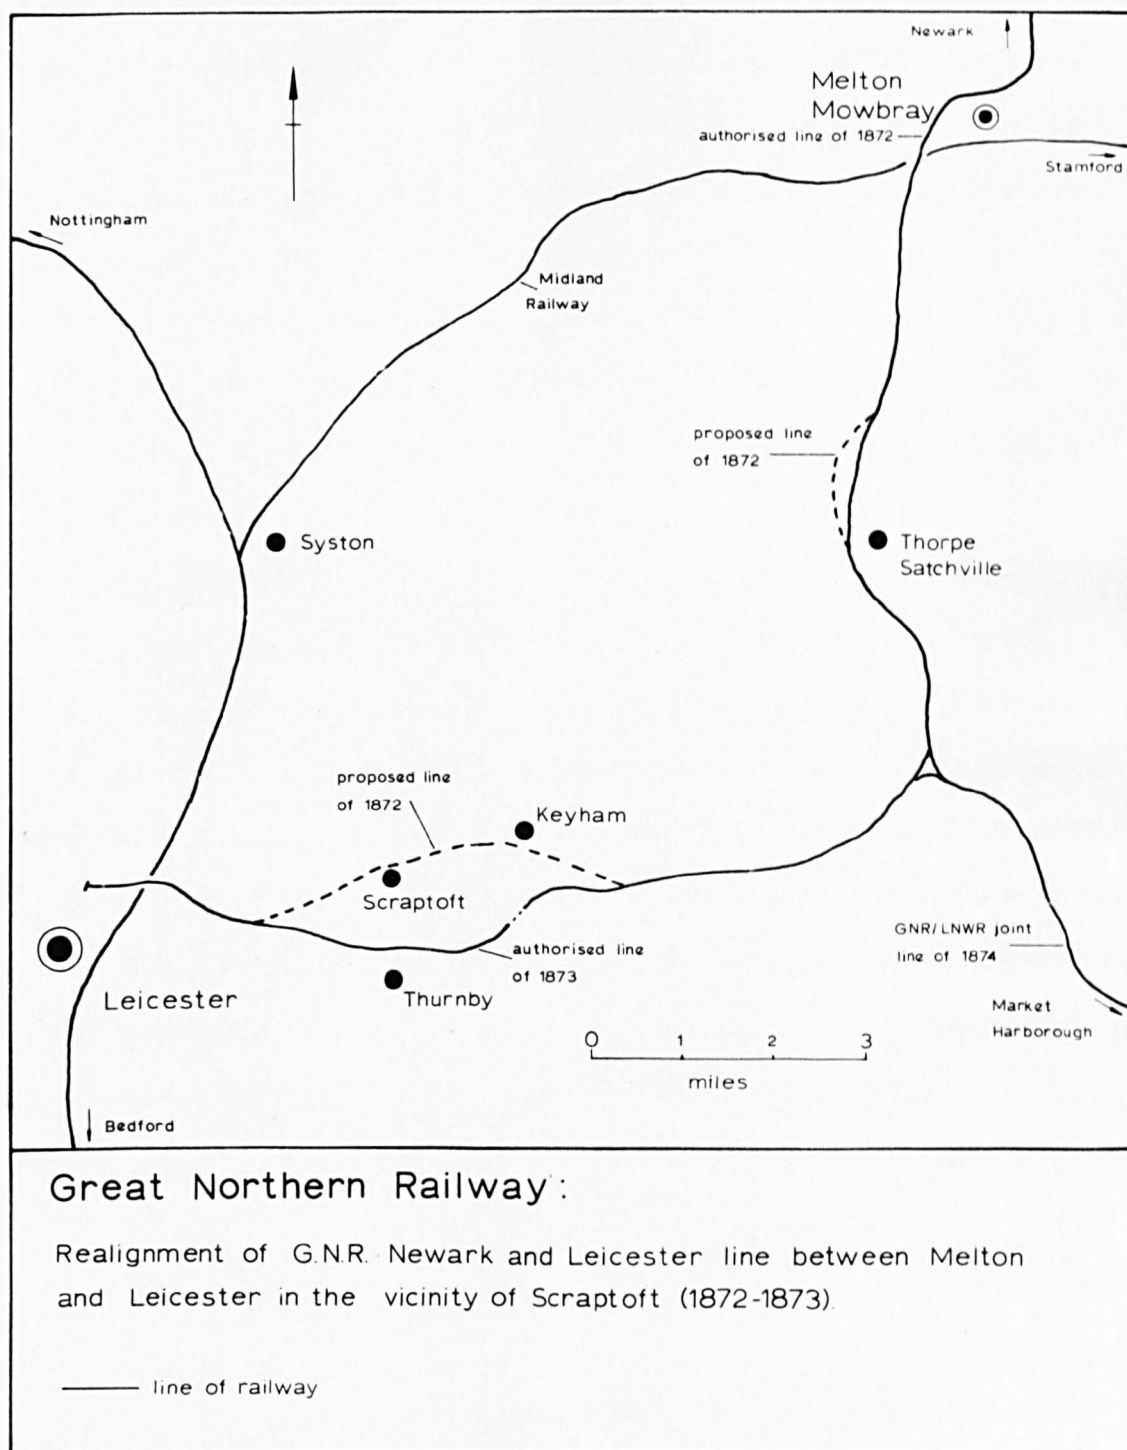 Newark
Melton
Mowbray
authorised line of 1872
Stamford
Nottingham
Midland
Railway
proposed line
of 1872
Syston
Thorpe
Satchville
proposed line
of 1872
Keyham
Scraptoft
authorised line
of 1873
Thurnby
Leicester
GNR/LNWR joint
line of 1874
Market
Harborough
0 1 2 3
miles
Bedford
Great Northern Railway:
Realignment of G.N.R. Newark and Leicester line between Melton
and Leicester in the vicinity of Scraptoft (1872-1873).
line of railway